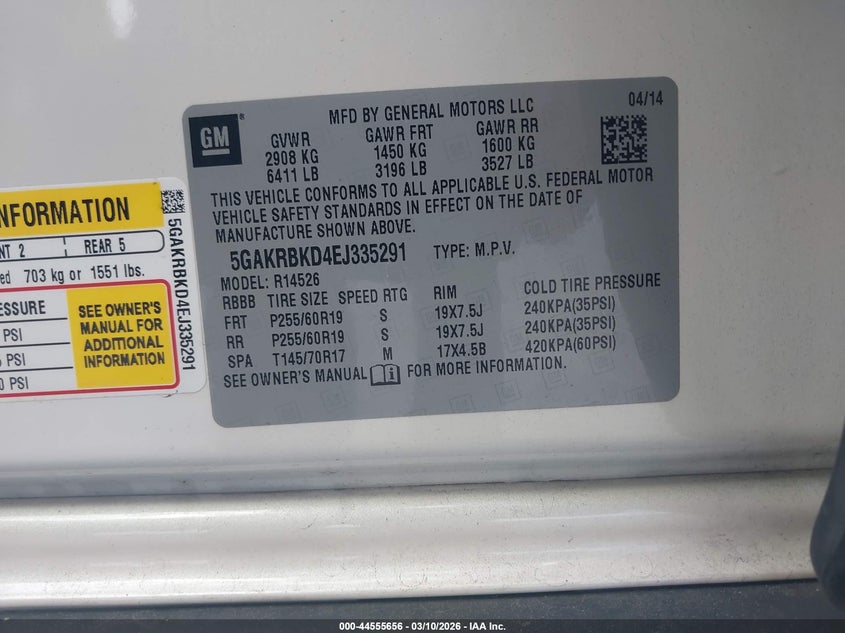 GM
®
MFD BY GENERAL MOTORS LLC
04/14
GVWR GAWR FRT GAWR RR
2908 KG 1450 KG 1600 KG
6411 LB 3196 LB 3527 LB
THIS VEHICLE CONFORMS TO ALL APPLICABLE U.S. FEDERAL MOTOR
VEHICLE SAFETY STANDARDS IN EFFECT ON THE DATE OF
MANUFACTURE SHOWN ABOVE.
5GAKRBKD4EJ335291 TYPE: M.P.V.
MODEL: R14526
RBBB TIRE SIZE SPEED RTG RIM COLD TIRE PRESSURE
FRT P255/60R19 S 19X7.5J 240KPA(35PSI)
RR P255/60R19 S 19X7.5J 240KPA(35PSI)
SPA T145/70R17 M 17X4.5B 420KPA(60PSI)
SEE OWNER'S MANUAL i FOR MORE INFORMATION.
NFORMATION
NT 2 REAR 5
703 kg or 1551 lbs.
SEE OWNER'S
MANUAL FOR
ADDITIONAL
INFORMATION
PSI
PSI
0 PSI
5GAKRBKD4EJ335291
000-44555656 — 03/10/2026 — IAA Inc.